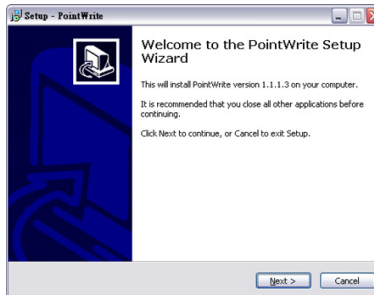 Setup - PointWrite
Welcome to the PointWrite Setup
Wizard
This will install PointWrite version 1.1.1.3 on your computer.
It is recommended that you close all other applications before
continuing.
Click Next to continue, or Cancel to exit Setup.
Next >
Cancel